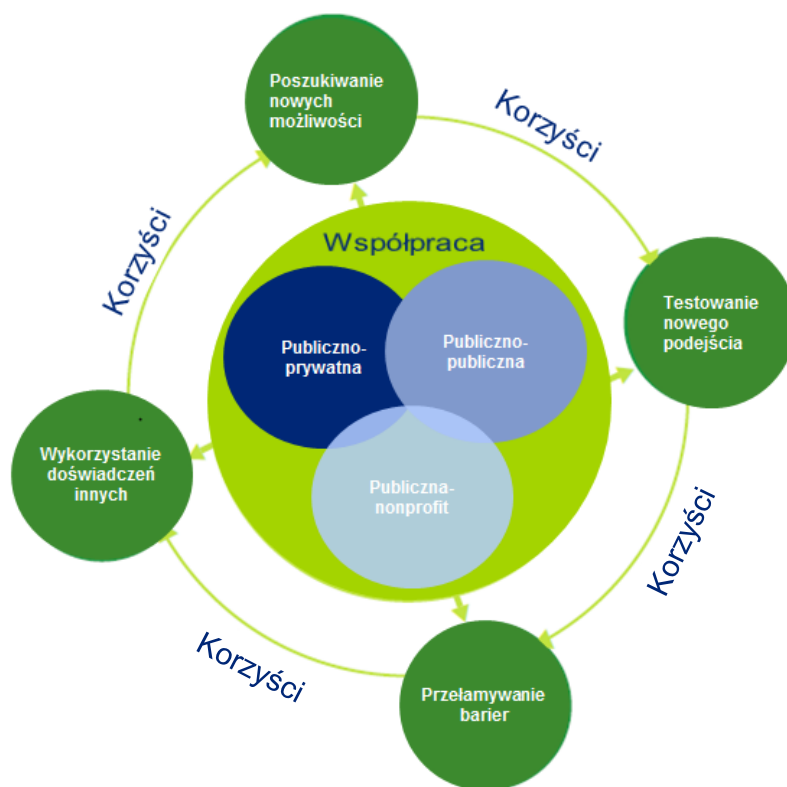 Poszukiwanie
nowych
możliwości
Korzyści
Korzyści
Współpraca
Testowanie
nowego
podejścia
Publiczno-
prywatna
Publiczno-
publiczna
Wykorzystanie
doświadczeń
innych
Publiczna-
nonprofit
Korzyści
Korzyści
Przełamywanie
barier